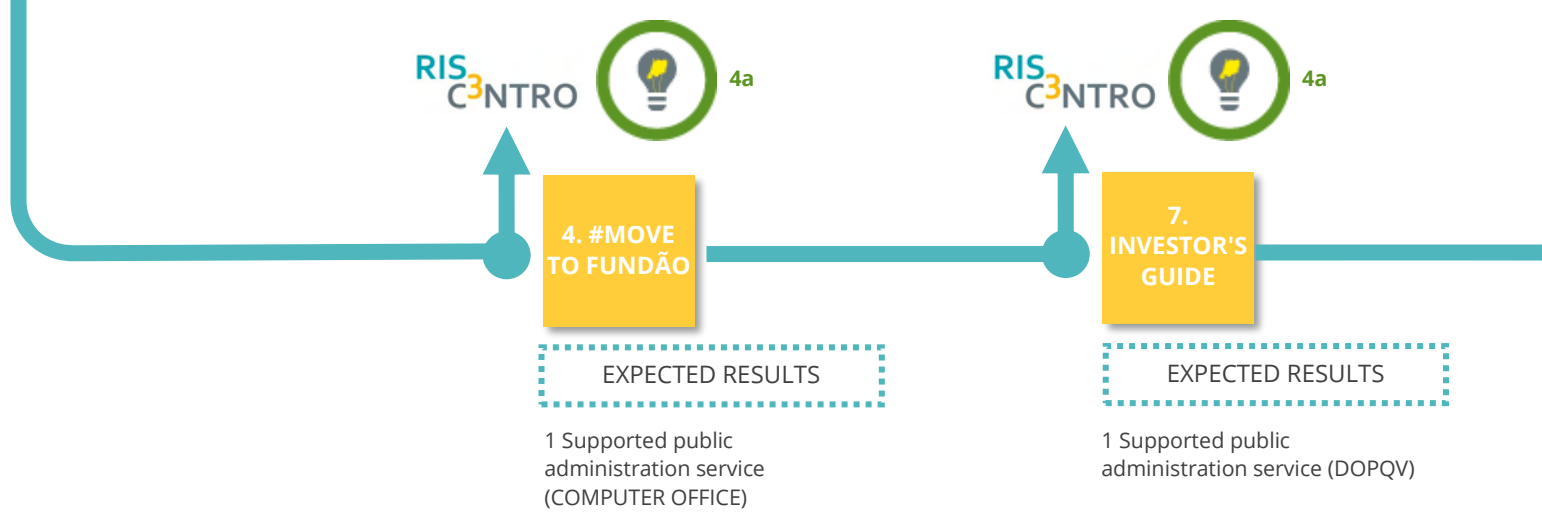 RIS
C3NTRO
4a
4. #MOVE
TO FUNDÃO
EXPECTED RESULTS
1 Supported public
administration service
(COMPUTER OFFICE)
RIS
C3NTRO
4a
7.
INVESTOR'S
GUIDE
EXPECTED RESULTS
1 Supported public
administration service (DOPQV)